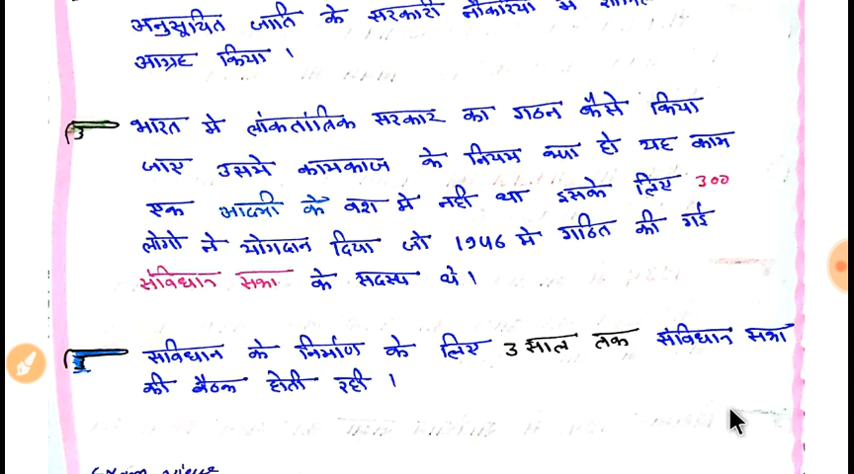 अनुसूचित जाति के सरकारी नौकरियों में
आग्रह किया ।
भारत मे लोकतांत्रिक सरकार का गठन कैसे किया
जाए उसमे कामकाज के नियम क्या हो यह काम
एक आदमी के वश मे नही था इसके लिए 300
लोगो ने योगदान दिया जो 1946 मे गठित की गई
संविधान सभा के सदस्य थे ।
सविधान के निर्माण के लिए 3 साल तक संविधान सभा
की बैठक होती रही ।